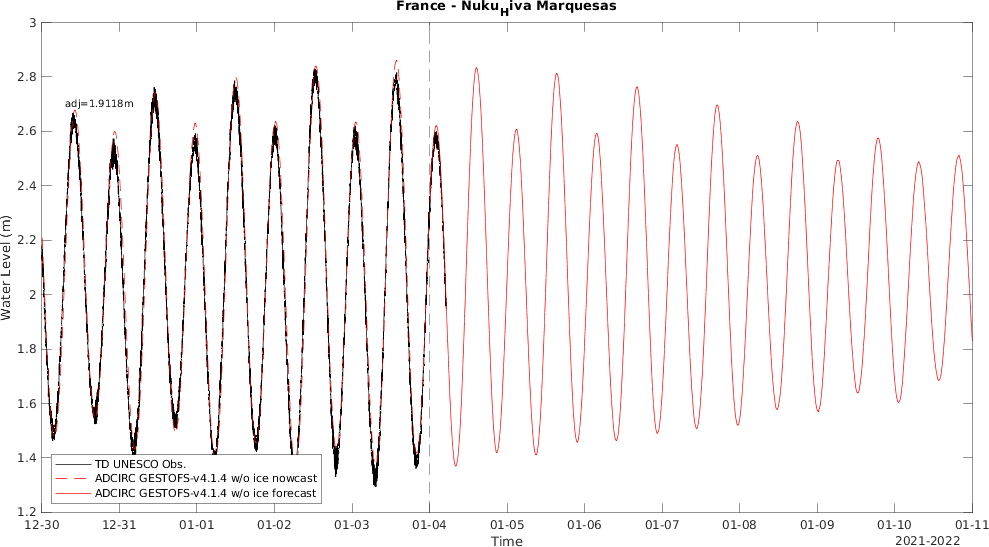 France - Nuku Hiva Marquesas
3
2.8
adj=1.9118m
2.6
2.4
2.2
2
1.8
1.6
1.4
1.2
Water Level (m)
TD UNESCO Obs.
ADCIRC GESTOFS-v4.1.4 w/o ice nowcast
ADCIRC GESTOFS-v4.1.4 w/o ice forecast
12-30 12-31 01-01 01-02 01-03 01-04 01-05 01-06 01-07 01-08 01-09 01-10 01-11
Time
2021-2022